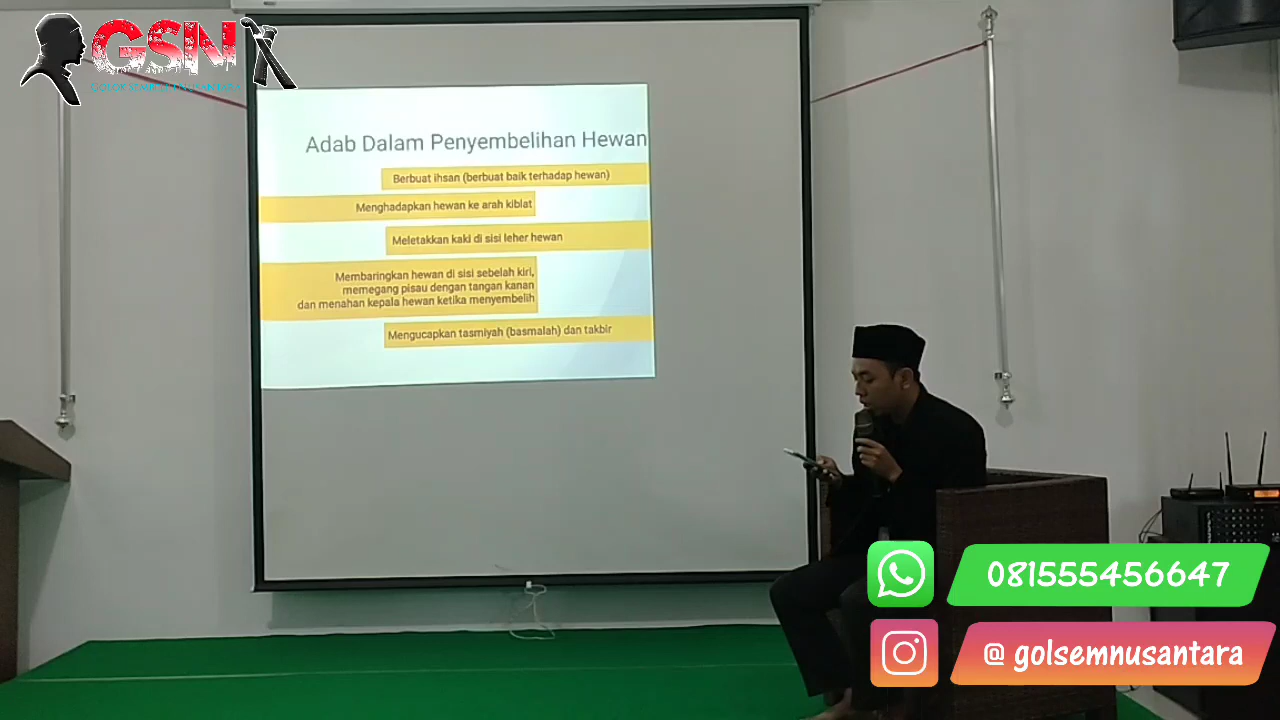 GSN
Adab Dalam Penyembelihan Hewan
Berbuat ihsan (berbuat baik terhadap hewan)
Menghadapkan hewan ke arah kiblat
Meletakkan kaki di sisi leher hewan
Membaringkan hewan di sisi sebelah kiri,
memegang pisau dengan tangan kanan
dan menahan kepala hewan ketika menyembelih
Mengucapkan tasmiyah (basmalah) dan takbir
081555456647
@ golsemnusantara